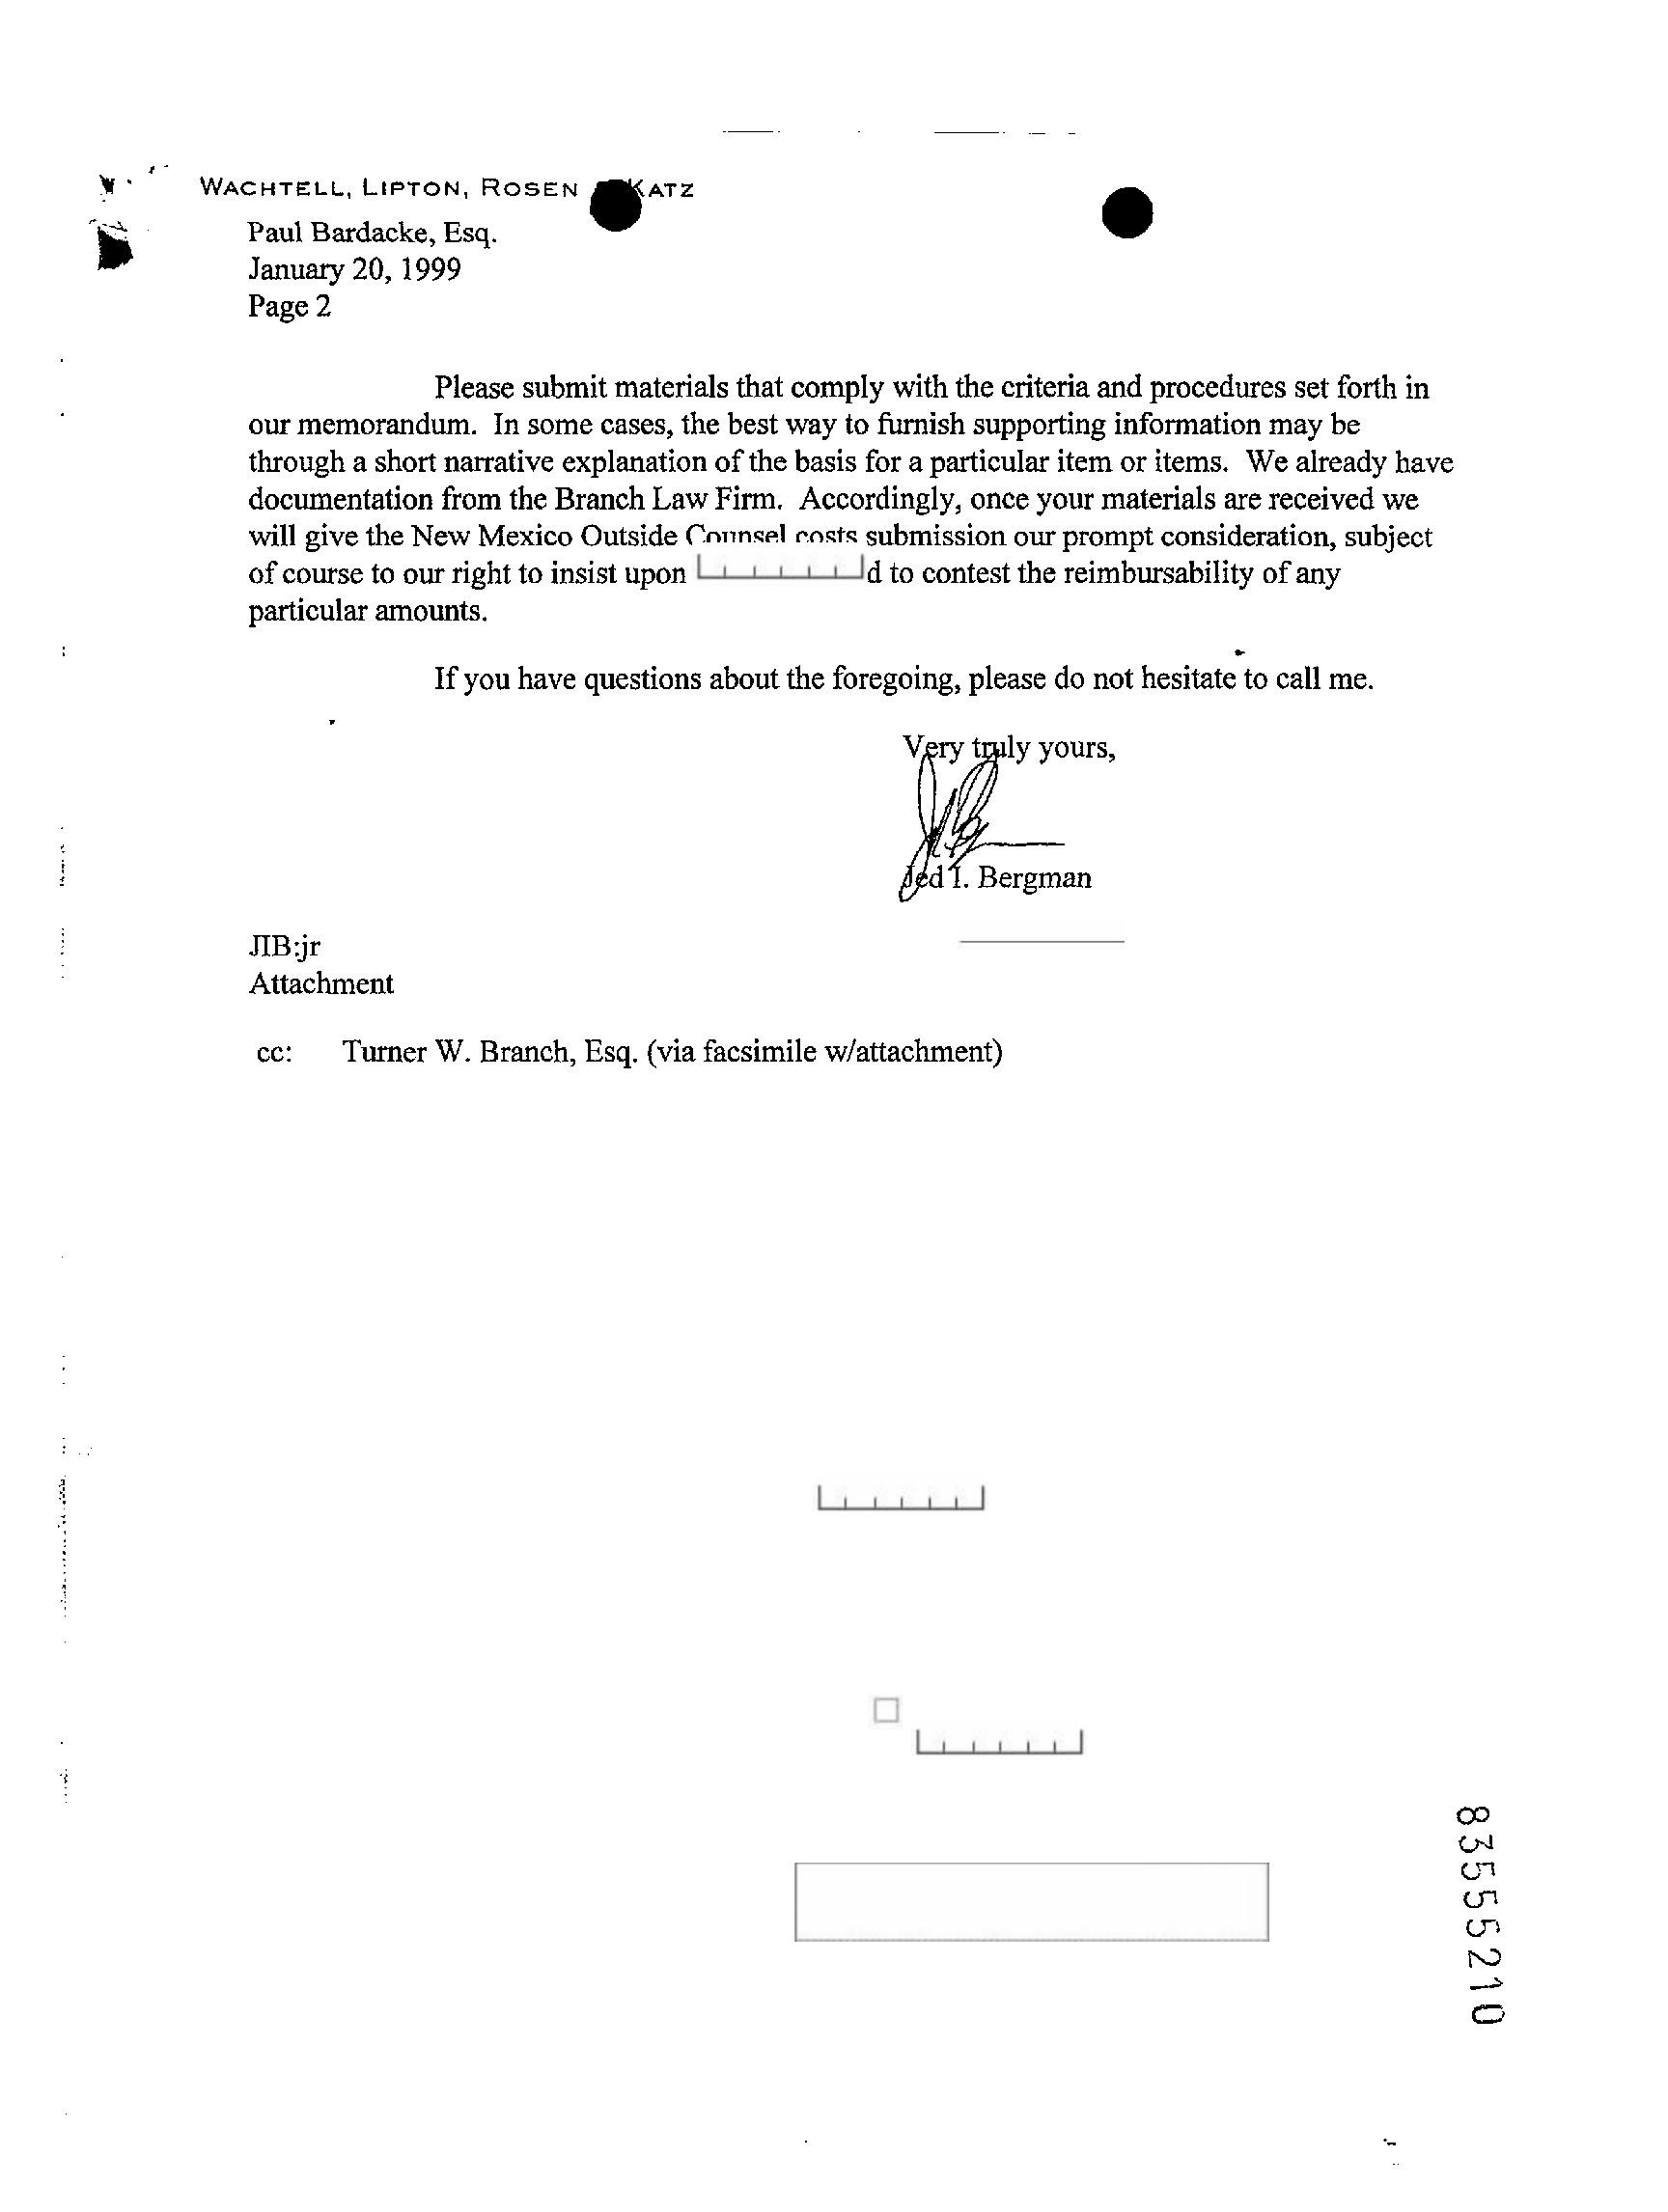 WACHTELL, LIPTON, ROSEN KATZ
Paul Bardacke, Esq.
January 20, 1999
Page 2
Please submit materials that comply with the criteria and procedures set forth in
our memorandum. In some cases, the best way to furnish supporting information may be
through a short narrative explanation of the basis for a particular item or items. We already have
documentation from the Branch Law Firm. Accordingly, once your materials are received we
will give the New Mexico Outside Counsel costs submission our prompt consideration, subject
of course to our right to insist upon to contest the reimbursability of any
particular amounts.
If you have questions about the foregoing, please do not hesitate to call me.
Very truly yours,
Jed I. Bergman
JIB:jr
Attachment
cc: Turner W. Branch, Esq. (via facsimile w/attachment)
83555210